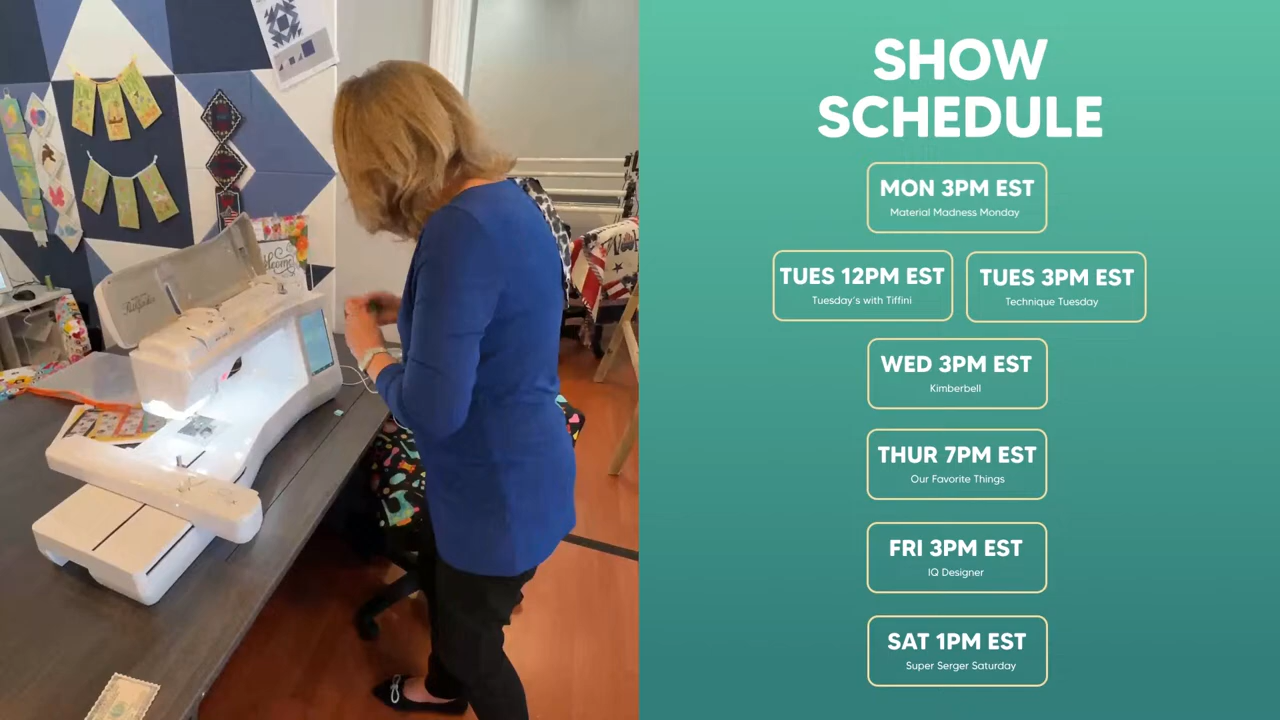 SHOW
SCHEDULE
MON 3PM EST
Material Madness Monday
TUES 12PM EST
Tuesday's with Tiffini
TUES 3PM EST
Technique Tuesday
WED 3PM EST
Kimberbell
THUR 7PM EST
Our Favorite Things
FRI 3PM EST
IQ Designer
SAT 1PM EST
Super Serger Saturday